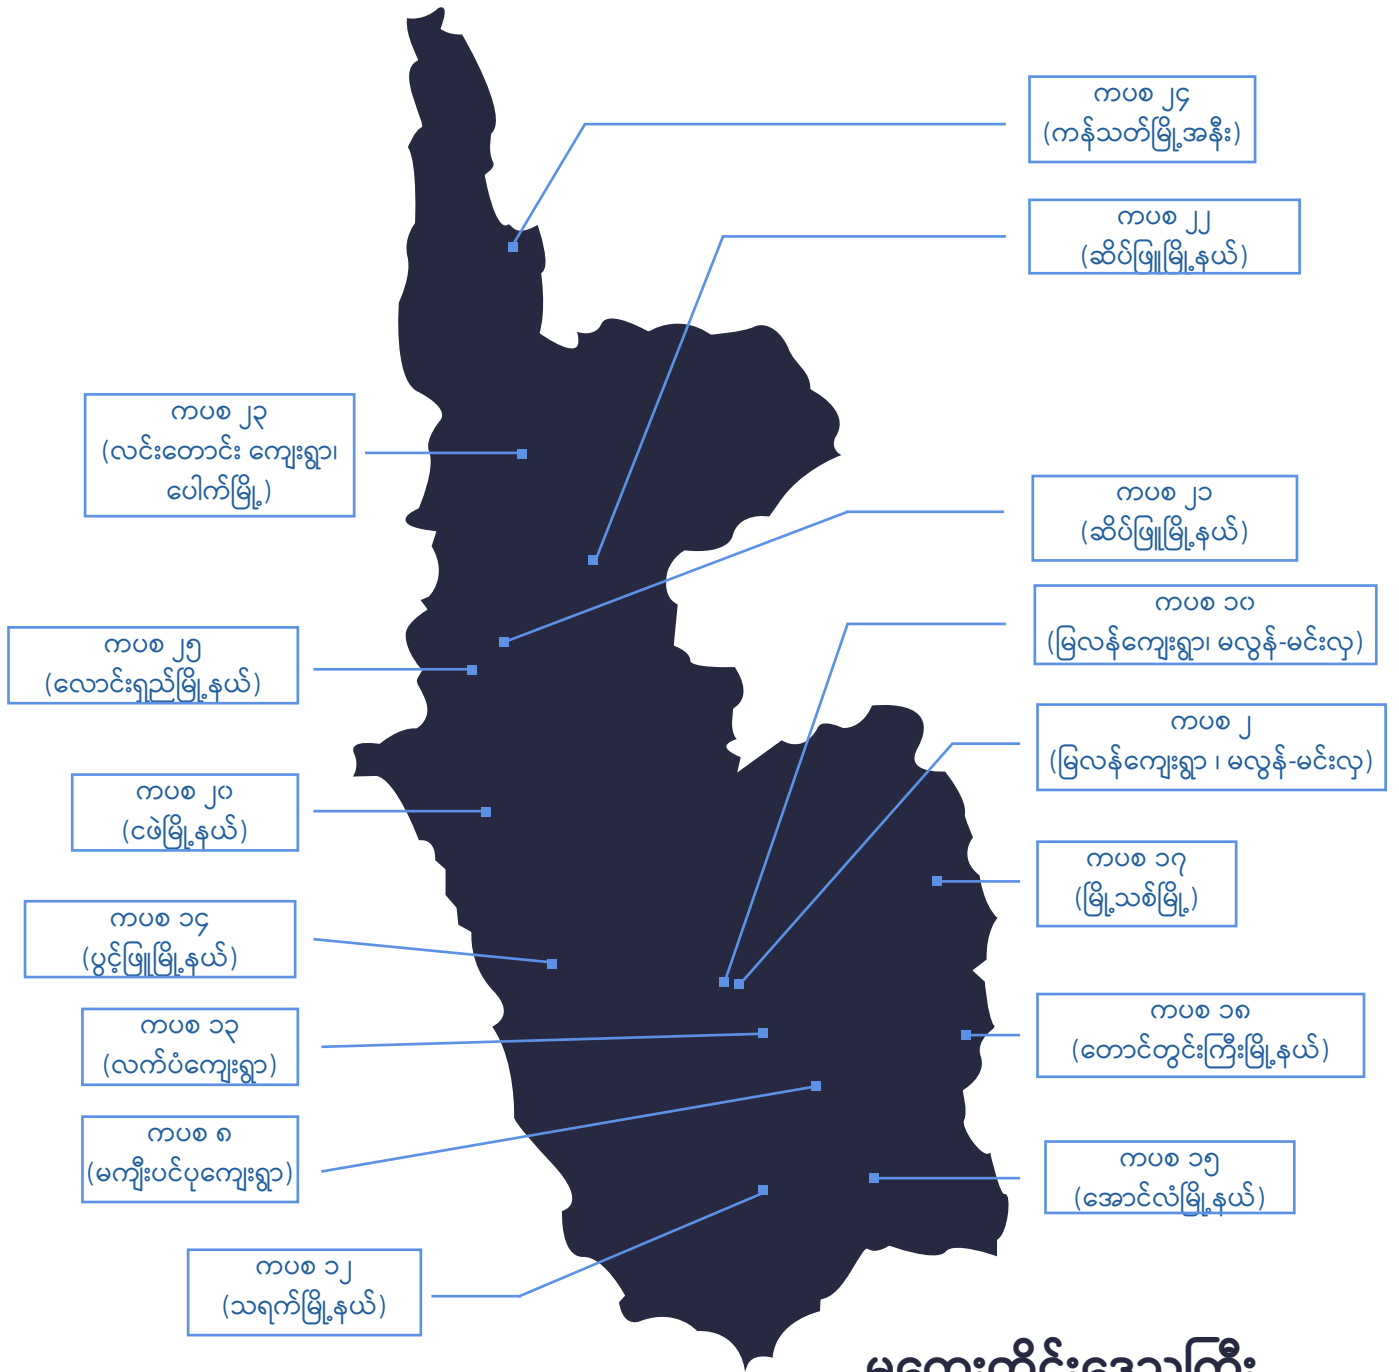 ကပစ ၂၄
(ကန်သတ်မြို့အနီး)
ကပစ ၂၂
(ဆိပ်ဖြူမြို့နယ်)
ကပစ ၂၃
(လင်းတောင်း ကျေးရွာ၊
ပေါက်မြို့)
ကပစ ၂၁
(ဆိပ်ဖြူမြို့နယ်)
ကပစ ၁၀
(မြလန်ကျေးရွာ၊ မလွန်-မင်းလှ)
ကပစ ၂၅
(လောင်းရှည်မြို့နယ်)
ကပစ ၂
(မြလန်ကျေးရွာ ၊ မလွန်-မင်းလှ)
ကပစ ၂၀
(ငဖဲမြို့နယ်)
ကပစ ၁၇
(မြို့သစ်မြို့)
ကပစ ၁၄
(ပွင့်ဖြူမြို့နယ်)
ကပစ ၁၈
(တောင်တွင်းကြီးမြို့နယ်)
ကပစ ၁၃
(လက်ပံကျေးရွာ)
ကပစ ၈
(မကျီးပင်ပုကျေးရွာ)
ကပစ ၁၅
(အောင်လံမြို့နယ်)
ကပစ ၁၂
(သရက်မြို့နယ်)
မကွေးတိုင်းဒေသကြီး